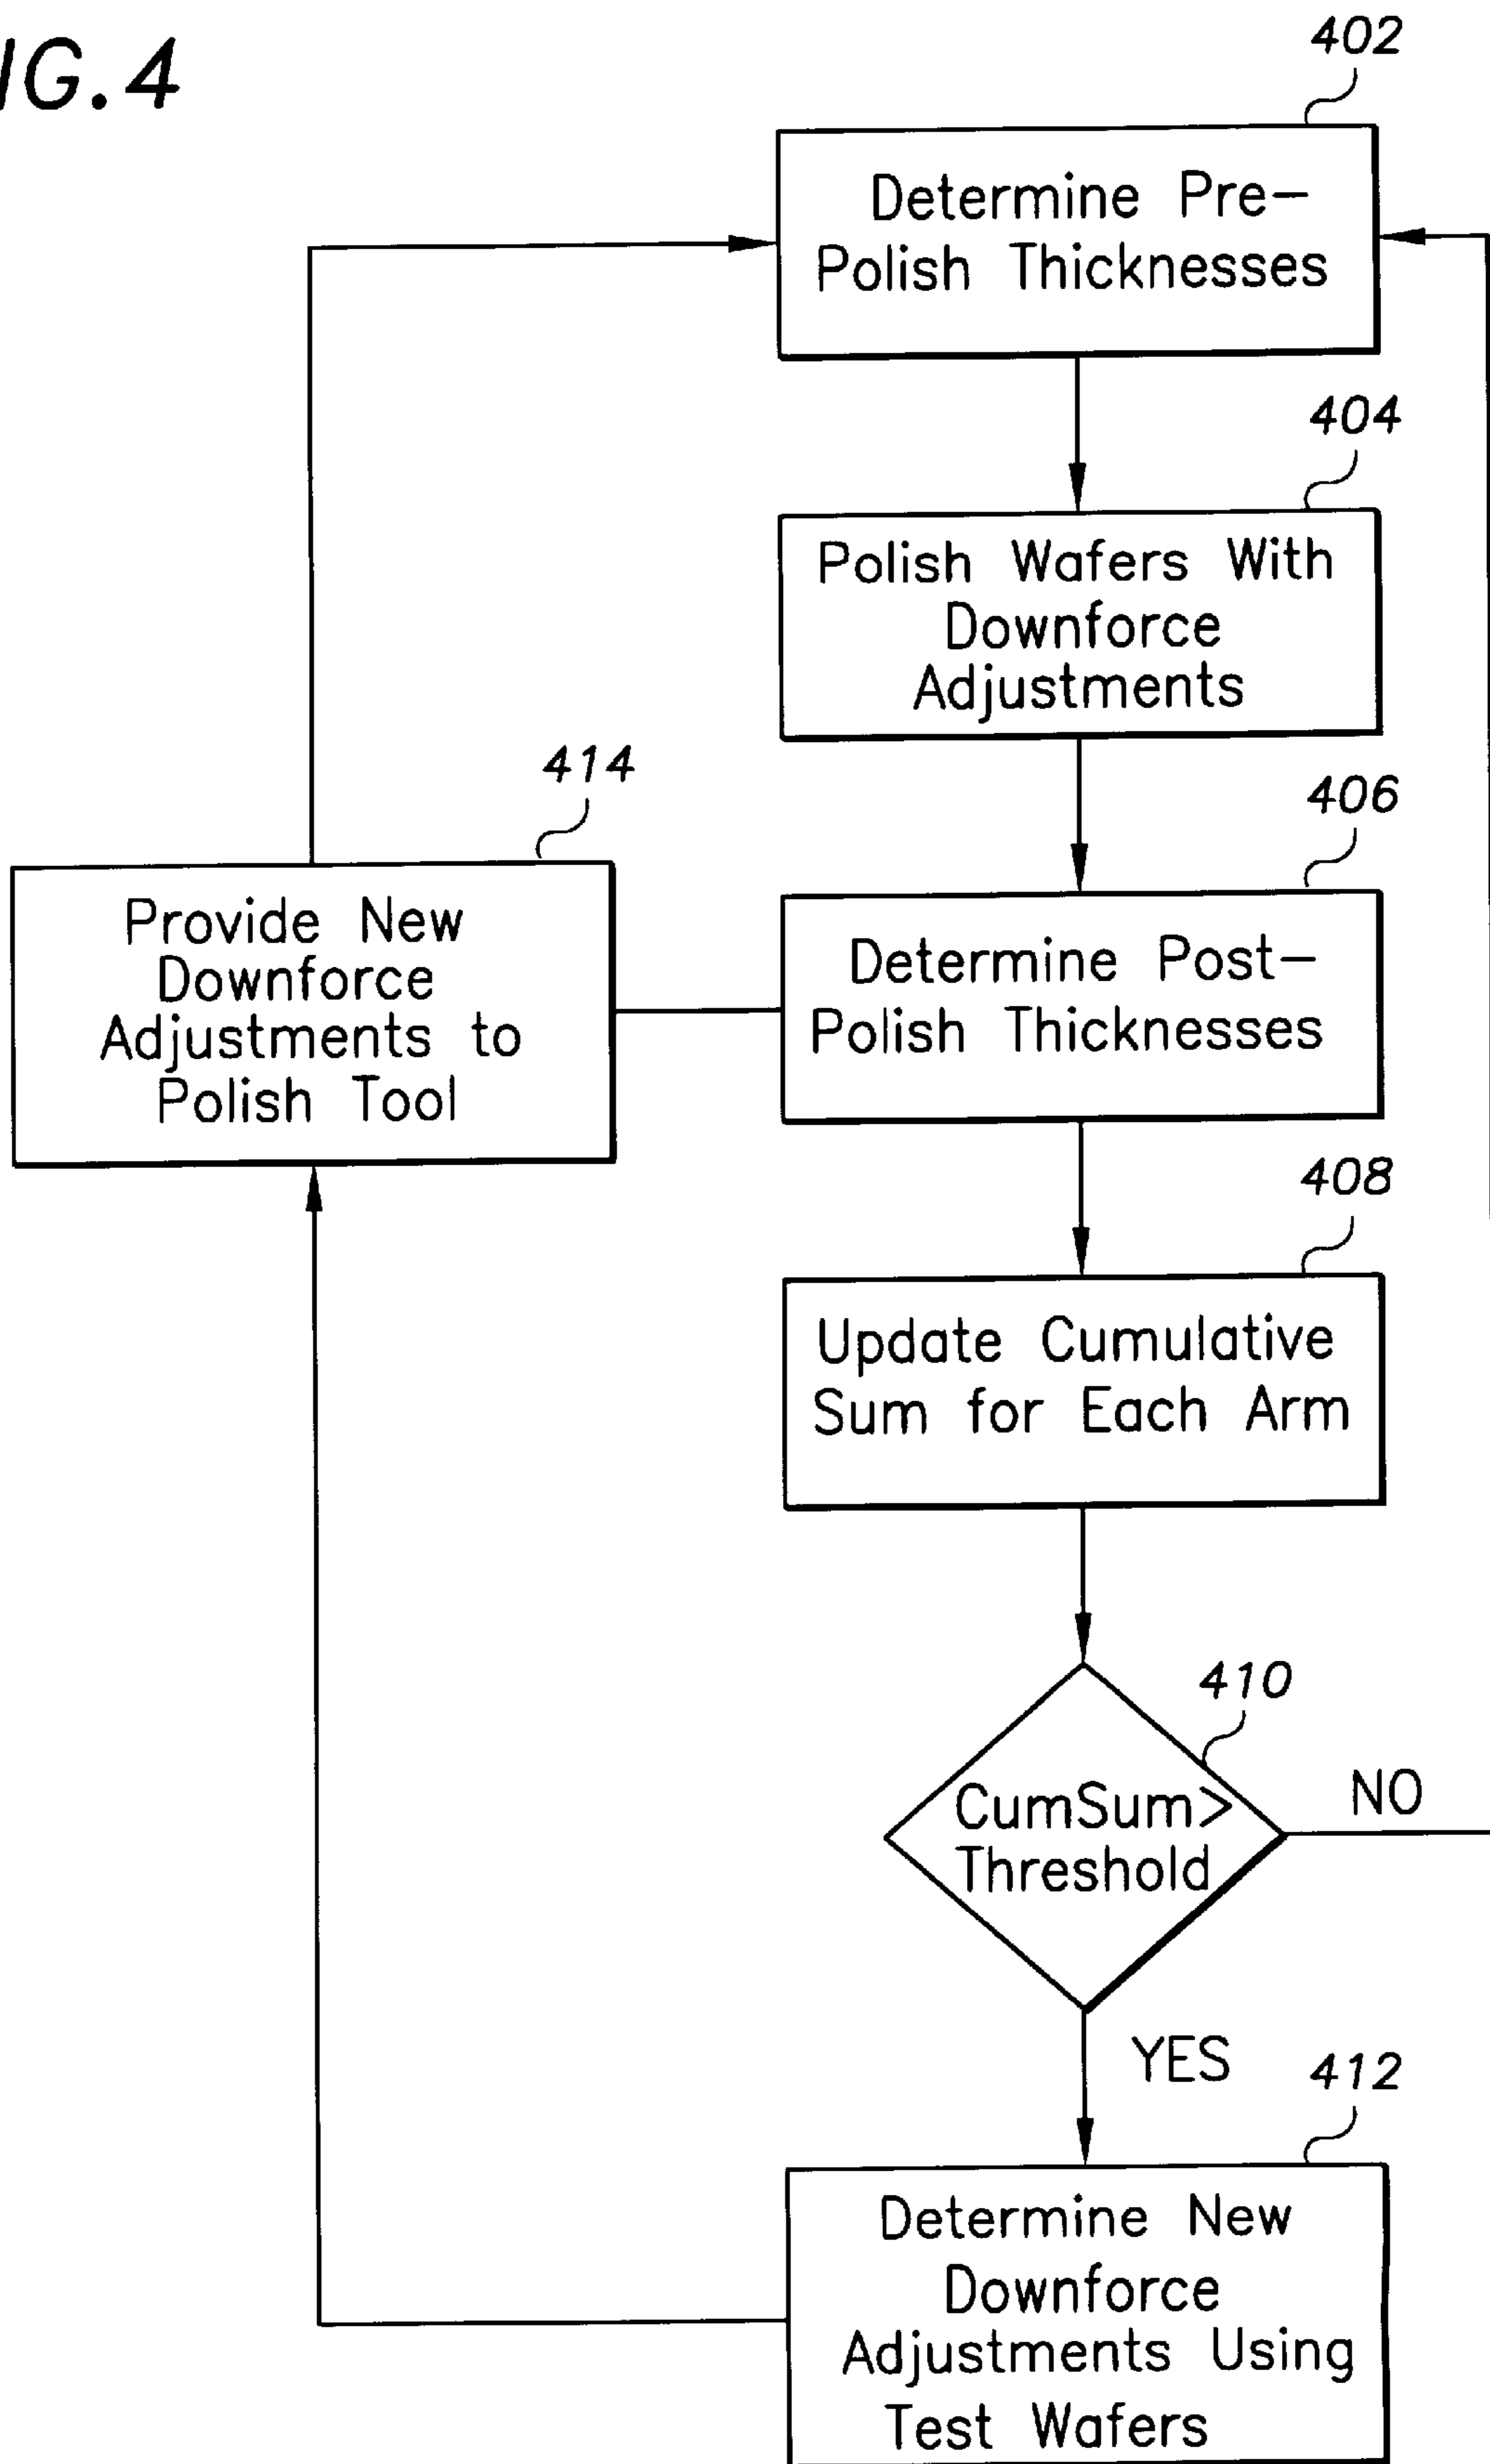 IG.4
402
Determine Pre-
Polish Thicknesses
404
Polish Wafers With
Downforce
Adjustments
414
Provide New
Downforce
Adjustments to
Polish Tool
406
Determine Post-
Polish Thicknesses
408
Update Cumulative
Sum for Each Arm
410
CumSum>
Threshold
NO
YES
412
Determine New
Downforce
Adjustments Using
Test Wafers